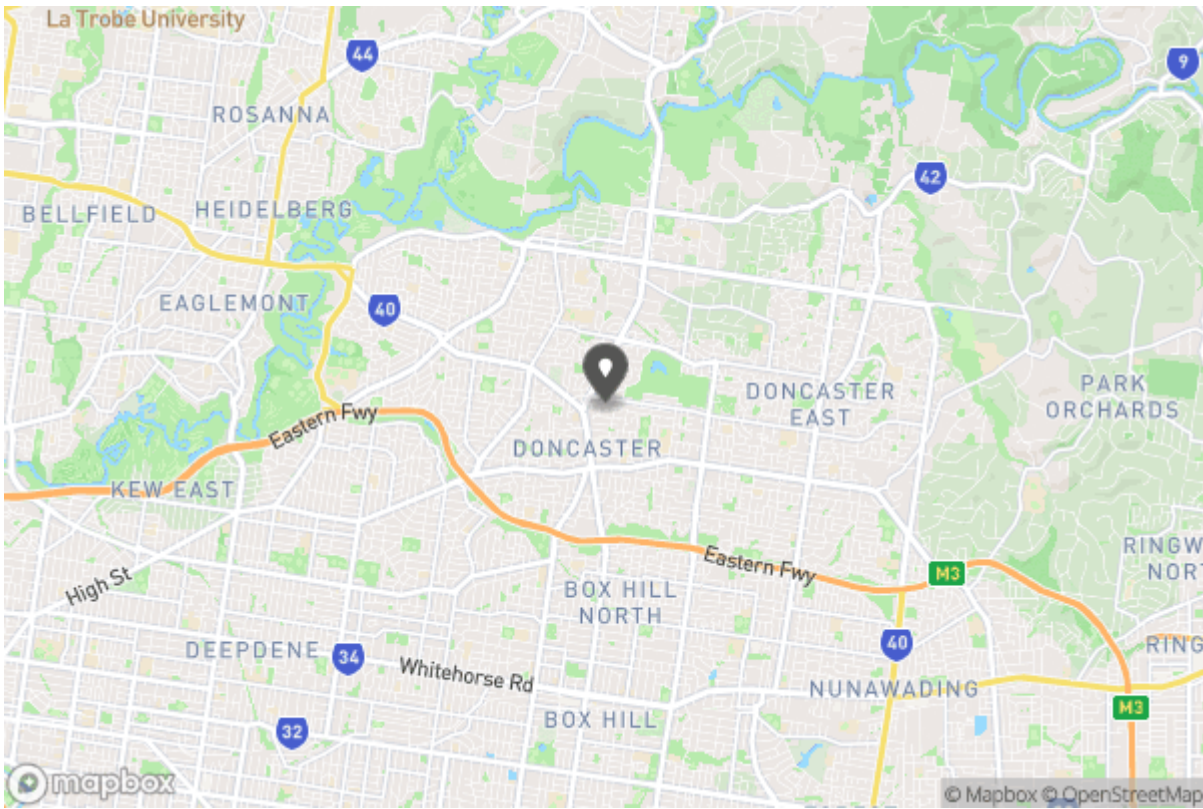 La Trobe University
44
9
ROSANNA
42
BELLFIELD
HEIDELBERG
EAGLEMONT
40
DONCASTER
EAST
PARK
ORCHARDS
Eastern Fwy
DONCASTER
KEW EAST
High St
Eastern Fwy
M3
RINGW
NORT
BOX HILL
NORTH
DEEPDENE
34
Whitehorse Rd
40
RING
NUNAWADING
M3
BOX HILL
32
mapbox
© Mapbox © OpenStreetMap